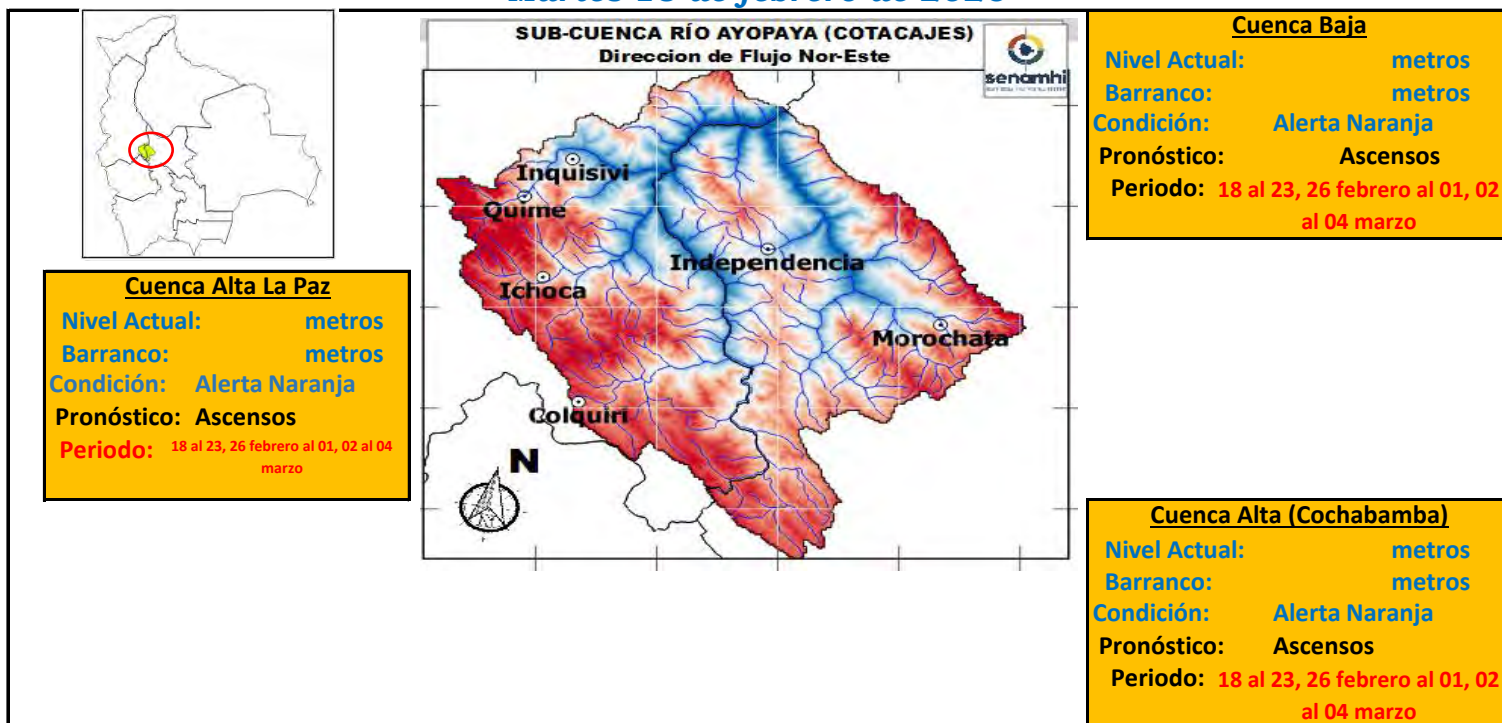 de febrero de
SUB-CUENCA RÍO AYOPAYA (COTACAJES)
Direccion de Flujo Nor-Este
senamhi
Inquisivi
Quime
Independencia
Ichoca
Morochata
Colquiri
N
Cuenca Alta La Paz
Nivel Actual: metros
Barranco: metros
Condición: Alerta Naranja
Pronóstico: Ascensos
Periodo: 18 al 23, 26 febrero al 01, 02 al 04
marzo
Cuenca Baja
Nivel Actual: metros
Barranco: metros
Condición: Alerta Naranja
Pronóstico: Ascensos
Periodo: 18 al 23, 26 febrero al 01, 02
al 04 marzo
Cuenca Alta (Cochabamba)
Nivel Actual: metros
Barranco: metros
Condición: Alerta Naranja
Pronóstico: Ascensos
Periodo: 18 al 23, 26 febrero al 01, 02
al 04 marzo